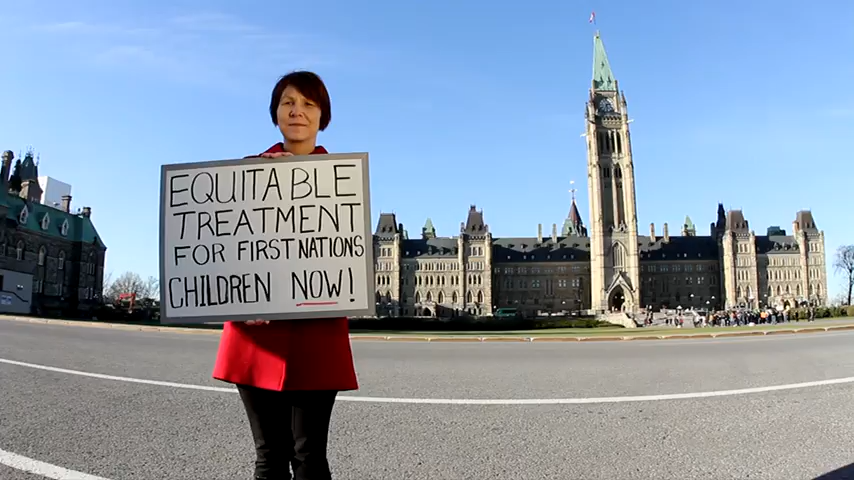 EQUITABLE
TREATMENT
FOR FIRST NATIONS
CHILDREN NOW!